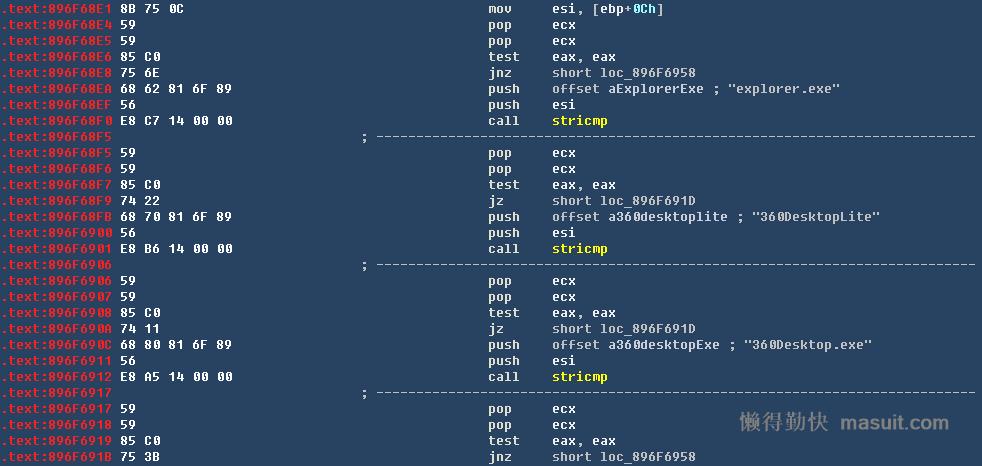 .text:896F68E1 8B 75 0C mov esi, [ebp+0Ch]
.text:896F68E4 59 pop ecx
.text:896F68E5 59 pop ecx
.text:896F68E6 85 C0 test eax, eax
.text:896F68E8 75 6E jnz short loc_896F6958
.text:896F68EA 68 62 81 6F 89 push offset aExplorerExe ; "explorer.exe"
.text:896F68EF 56 push esi
.text:896F68F0 E8 C7 14 00 00 call stricmp
.text:896F68F5 ; ---------------------------------------------------------------------------
.text:896F68F5 59 pop ecx
.text:896F68F6 59 pop ecx
.text:896F68F7 85 C0 test eax, eax
.text:896F68F9 74 22 jz short loc_896F691D
.text:896F68FB 68 70 81 6F 89 push offset a360desktoplite ; "360DesktopLite"
.text:896F6900 56 push esi
.text:896F6901 E8 B6 14 00 00 call stricmp
.text:896F6906 ; ---------------------------------------------------------------------------
.text:896F6906 59 pop ecx
.text:896F6907 59 pop ecx
.text:896F6908 85 C0 test eax, eax
.text:896F690A 74 11 jz short loc_896F691D
.text:896F690C 68 80 81 6F 89 push offset a360desktopExe ; "360Desktop.exe"
.text:896F6911 56 push esi
.text:896F6912 E8 A5 14 00 00 call stricmp
.text:896F6917 ; ---------------------------------------------------------------------------
.text:896F6917 59 pop ecx
.text:896F6918 59 pop ecx
.text:896F6919 85 C0 test eax, eax
.text:896F691B 75 3B jnz short loc_896F6958
懒得勤快 masuit.com